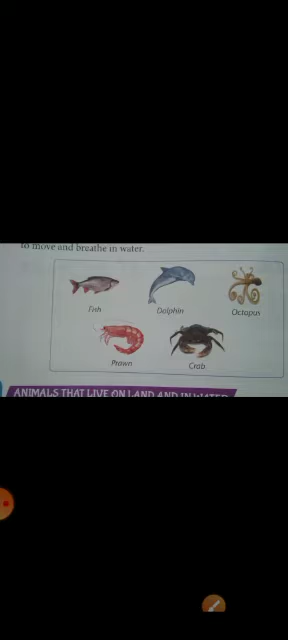 to move and breathe in water.
Fish
Dolphin
Octopus
Prawn
Crab
ANIMALS THAT LIVE ON LAND AND IN WATER